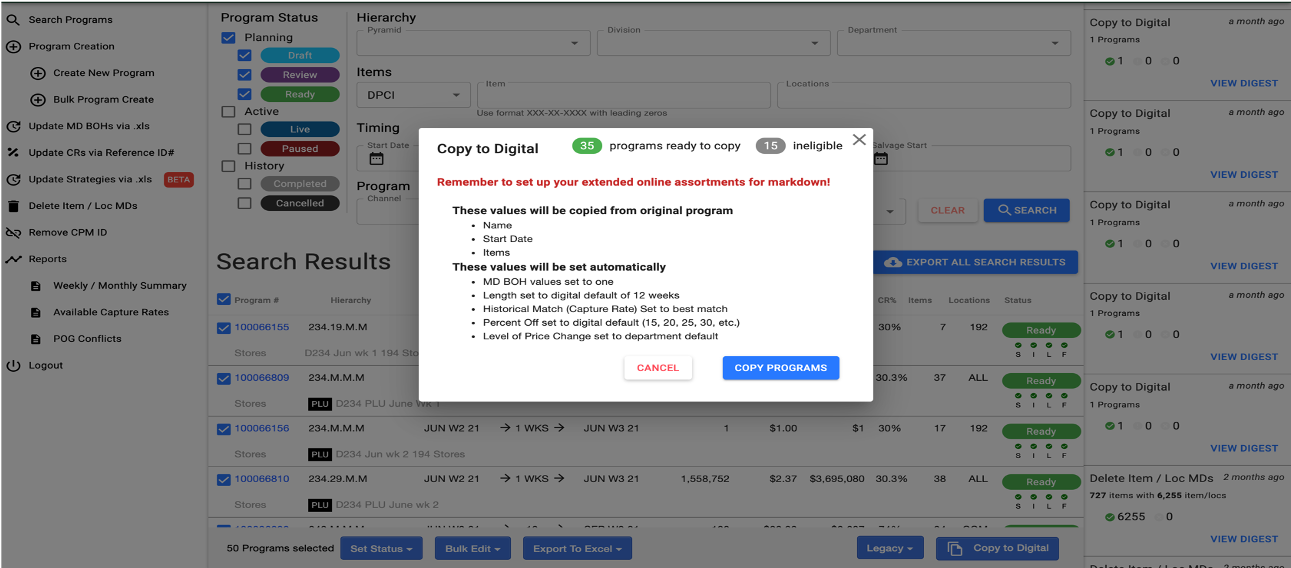 Search Programs
Program Creation
Create New Program
Bulk Program Create
Update MD BOHs via .xls
Update CRs via Reference ID#
Update Strategies via .xls BETA
Delete Item / Loc MDs
Remove CPM ID
Reports
Weekly / Monthly Summary
Available Capture Rates
POG Conflicts
Logout
Program Status
Planning
Draft
Review
Ready
Active
Live
Paused
History
Completed
Cancelled
Hierarchy
Pyramid
Division
Department
Items
DPCI
Item
Locations
Use format XXX-XX-XXXX with leading zeros
Timing
Start Date
Salvage Start
Program
Channel
CLEAR
SEARCH
Copy to Digital
35 programs ready to copy 15 ineligible
Remember to set up your extended online assortments for markdown!
These values will be copied from original program
• Name
• Start Date
• Items
These values will be set automatically
• MD BOH values set to one
• Length set to digital default of 12 weeks
• Historical Match (Capture Rate) Set to best match
• Percent Off set to digital default (15, 20, 25, 30, etc.)
• Level of Price Change set to department default
CANCEL
COPY PROGRAMS
Search Results
EXPORT ALL SEARCH RESULTS
Program # Hierarchy CR% Items Locations Status
100066155 234.19.M.M 30% 7 192 Ready
Stores D234 Jun wk 1 194 Sto S I L F
100066809 234.M.M.M 30.3% 37 ALL Ready
Stores PLU D234 PLU June Wk 1 S I L F
100066156 234.M.M.M JUN W2 21 → 1 WKS → JUN W3 21 1 $1.00 $1 30% 17 192 Ready
Stores PLU D234 Jun wk 2 194 Stores S I L F
100066810 234.29.M.M JUN W2 21 → 1 WKS → JUN W3 21 1,558,752 $2.37 $3,695,080 30.3% 38 ALL Ready
Stores PLU D234 PLU June wk 2 S I L F
50 Programs selected
Set Status
Bulk Edit
Export To Excel
Legacy
Copy to Digital
Copy to Digital a month ago
1 Programs
1 0 0
VIEW DIGEST
Copy to Digital a month ago
1 Programs
1 0 0
VIEW DIGEST
Copy to Digital a month ago
1 Programs
1 0 0
VIEW DIGEST
Copy to Digital a month ago
1 Programs
1 0 0
VIEW DIGEST
Copy to Digital a month ago
1 Programs
1 0 0
VIEW DIGEST
Delete Item / Loc MDs 2 months ago
727 items with 6,255 item/locs
6255 0
VIEW DIGEST
Delete Item / Loc MDs 2 months ago